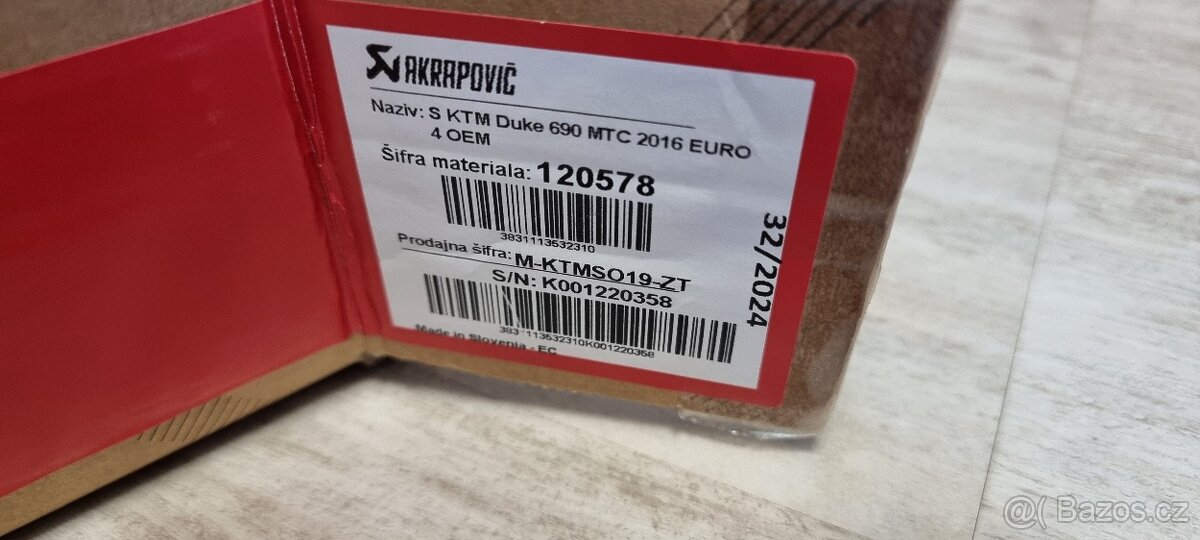 AKRAPOVIČ
Naziv: S KTM Duke 690 MTC 2016 EURO
4 OEM
Šifra materiala: 120578
3831113532310
Prodajna šifra: M-KTMSO19-ZT
S/N: K001220358
3831113532310K001220358
Made in Slovenia - EC
32/2024
@( Bazos.cz